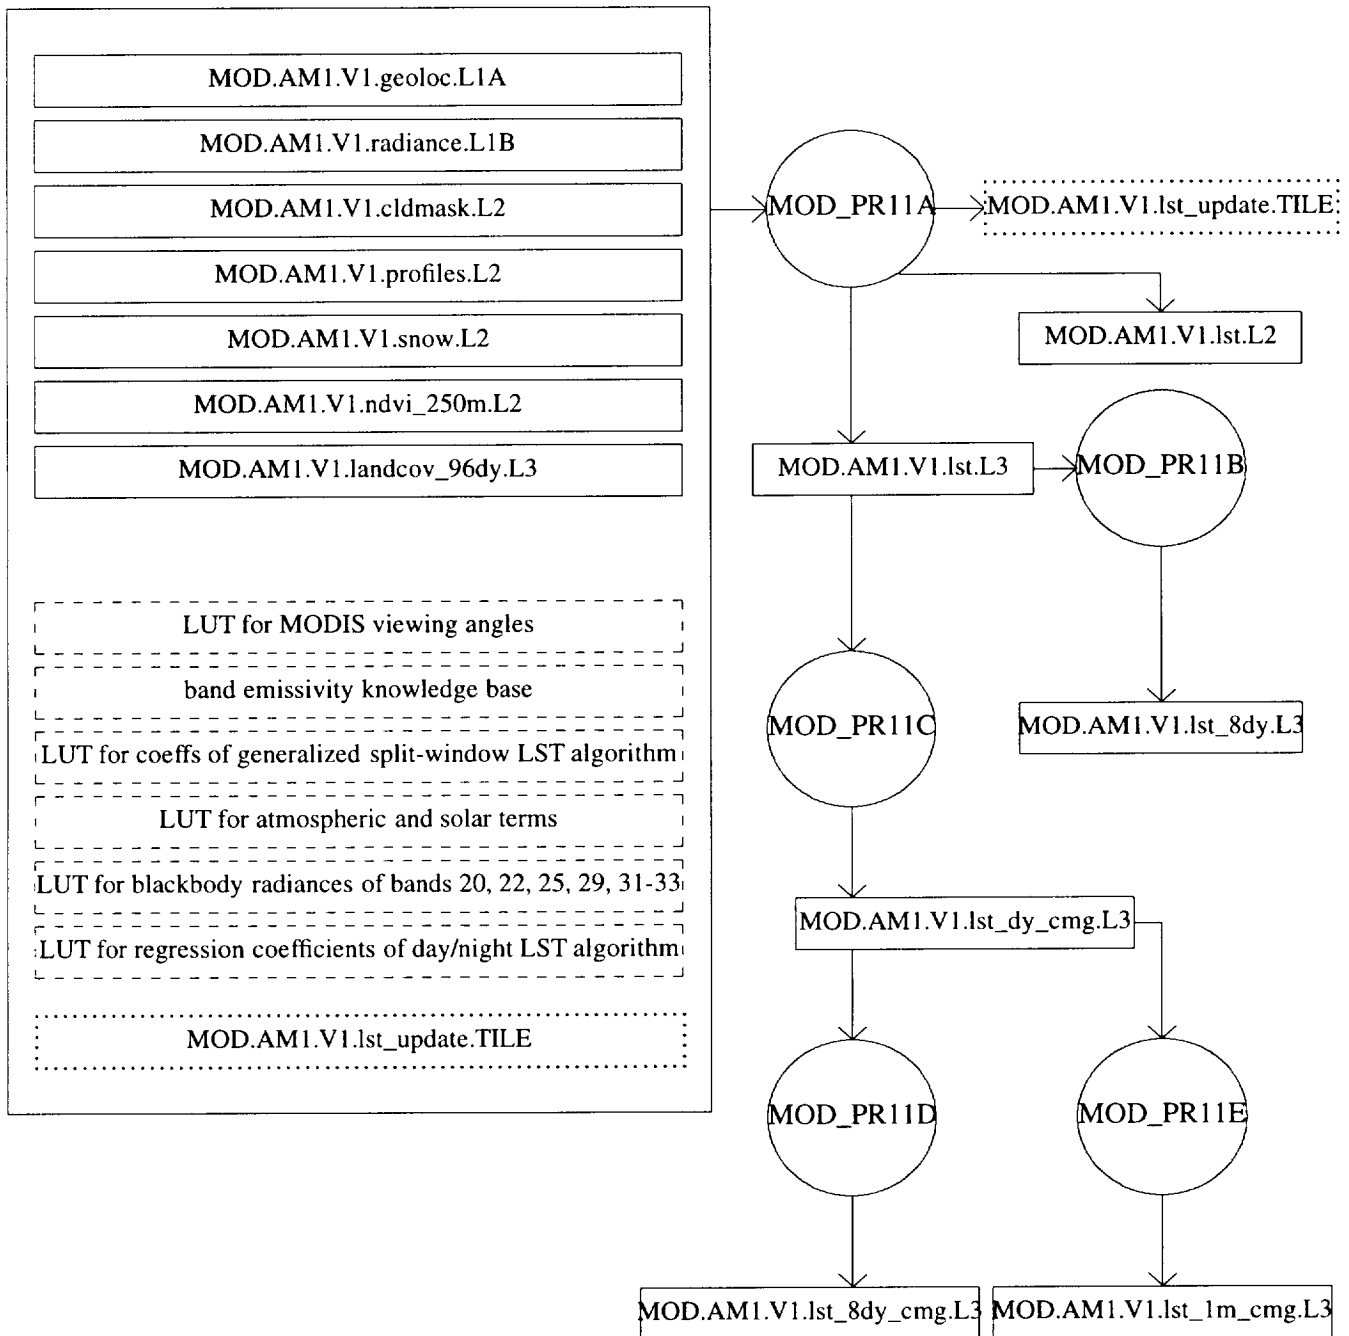 MOD.AM1.V1.geoloc.L1A
MOD.AM1.V1.radiance.L1B
MOD.AM1.V1.cldmask.L2
MOD.AM1.V1.profiles.L2
MOD.AM1.V1.snow.L2
MOD.AM1.V1.ndvi_250m.L2
MOD.AM1.V1.landcov_96dy.L3
LUT for MODIS viewing angles
band emissivity knowledge base
LUT for coeffs of generalized split-window LST algorithm
LUT for atmospheric and solar terms
LUT for blackbody radiances of bands 20, 22, 25, 29, 31-33
LUT for regression coefficients of day/night LST algorithm
MOD.AM1.V1.lst_update.TILE
MOD_PR11A
MOD.AM1.V1.lst_update.TILE
MOD.AM1.V1.lst.L2
MOD.AM1.V1.lst.L3
MOD_PR11B
MOD_PR11C
MOD.AM1.V1.lst_8dy.L3
MOD.AM1.V1.lst_dy_cmg.L3
MOD_PR11D
MOD_PR11E
MOD.AM1.V1.lst_8dy_cmg.L3
MOD.AM1.V1.lst_1m_cmg.L3